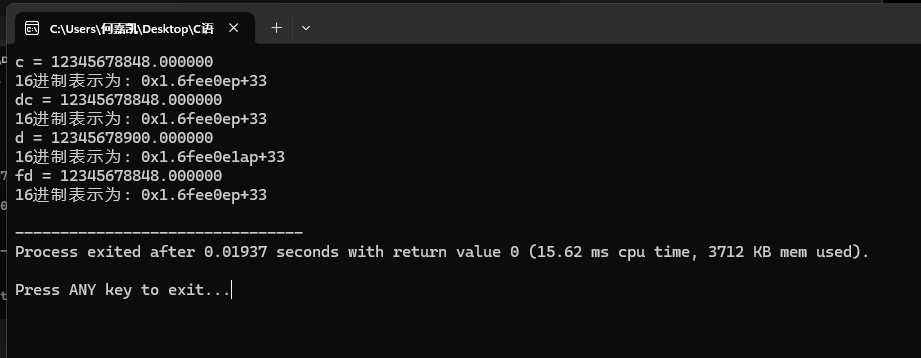 C:\Users\何嘉凯\Desktop\C语
c = 12345678848.000000
16进制表示为: 0x1.6fee0ep+33
dc = 12345678848.000000
16进制表示为: 0x1.6fee0ep+33
d = 12345678900.000000
16进制表示为: 0x1.6fee0e1ap+33
fd = 12345678848.000000
16进制表示为: 0x1.6fee0ep+33
--------------------------------
Process exited after 0.01937 seconds with return value 0 (15.62 ms cpu time, 3712 KB mem used).
Press ANY key to exit...